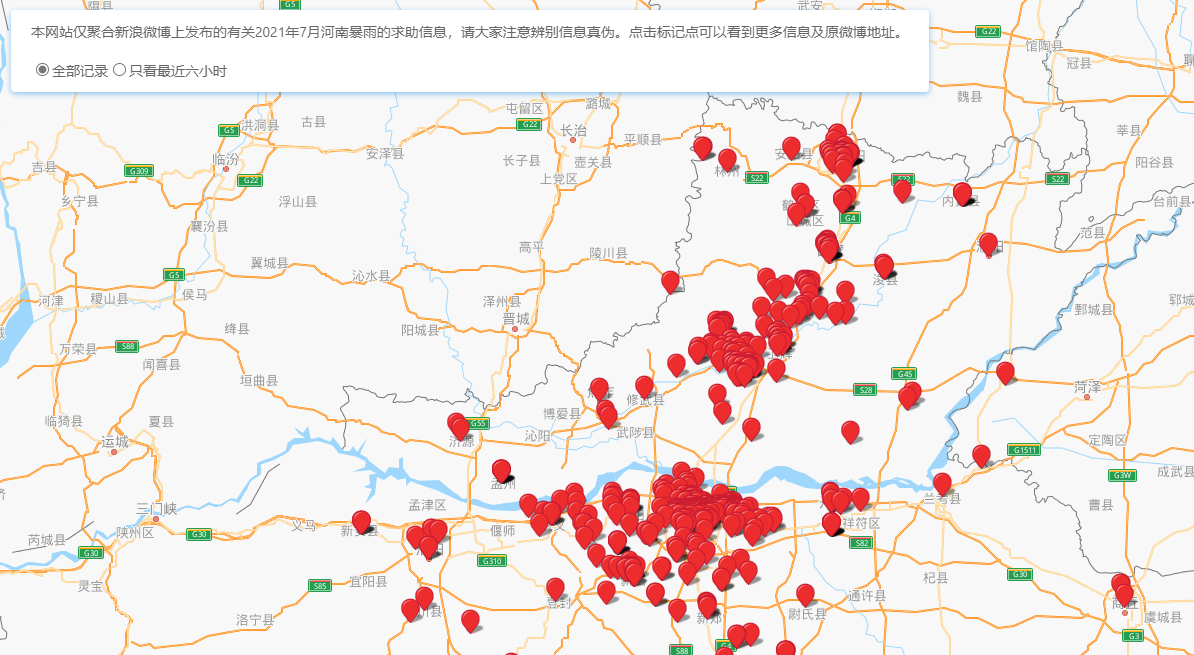 隰县
G5
武安
本网站仅聚合新浪微博上发布的有关2021年7月河南暴雨的求助信息，请大家注意辨别信息真伪。点击标记点可以看到更多信息及原微博地址。
G22
馆陶县
冠县
聊
全部记录 只看最近六小时
魏县
屯留区
潞城
G5
洪洞县
古县
G22
长治
平顺县
莘县
安泽县
临汾
吉县
G309
长子县
壶关县
阳谷县
G22
上党区
S22
S22
S22
乡宁县
浮山县
台前县
襄汾县
G4
范县
高平
陵川县
翼城县
G5
沁水县
浚县
侯马
河津
稷山县
泽州县
郓城
鄄城县
晋城
绛县
阳城县
万荣县
S88
闻喜县
G45
垣曲县
S28
菏泽
修武县
博爱县
临猗县
夏县
G55
沁阳
武陟县
运城
济源
定陶区
G1511
成武县
G3W
孟州
兰考县
孟津区
曹县
三门峡
义马
偃师
祥符区
陕州区
G30
芮城县
S82
G30
G310
灵宝
S85
宜阳县
杞县
G30
登封
通许县
洛宁县
尉氏县
虞城县
新郑
G3
S88
G4